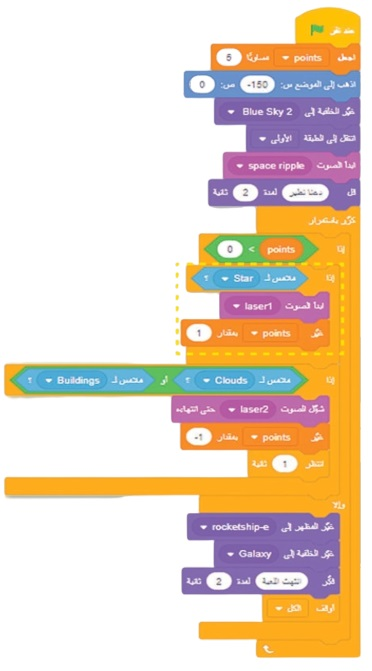 عند نقر
اجعل points مساويًا 5
اذهب إلى الموضع س: -150 ص: 0
غيّر الخلفية إلى Blue Sky 2
انتقل إلى الطبقة الأولى
ابدأ الصوت space ripple
قل دعنا نطير لمدة 2 ثانية
كرّر باستمرار
إذا points > 0
إذا ملامس لـ Star ؟
ابدأ الصوت laser1
غيّر points بمقدار 1
إذا ملامس لـ Clouds ؟ أو ملامس لـ Buildings ؟
شغّل الصوت laser2 حتى انتهاءه
غيّر points بمقدار -1
انتظر 1 ثانية
وإلا
غيّر المظهر إلى rocketship-e
غيّر الخلفية إلى Galaxy
فكّر انتهت اللعبة لمدة 2 ثانية
أوقف الكل